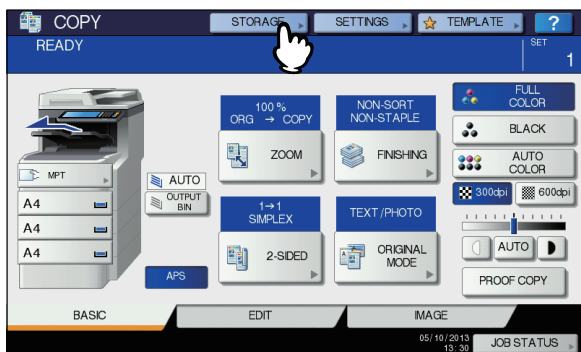 COPY
STORAGE
SETTINGS
TEMPLATE
?
READY
SET
1
100 %
ORG → COPY
ZOOM
NON-SORT
NON-STAPLE
FINISHING
FULL
COLOR
BLACK
AUTO
COLOR
300dpi
600dpi
MPT
A4
A4
A4
AUTO
OUTPUT
BIN
APS
1→1
SIMPLEX
2-SIDED
TEXT/PHOTO
ORIGINAL
MODE
AUTO
PROOF COPY
BASIC
EDIT
IMAGE
05/10/2013
13:30
JOB STATUS